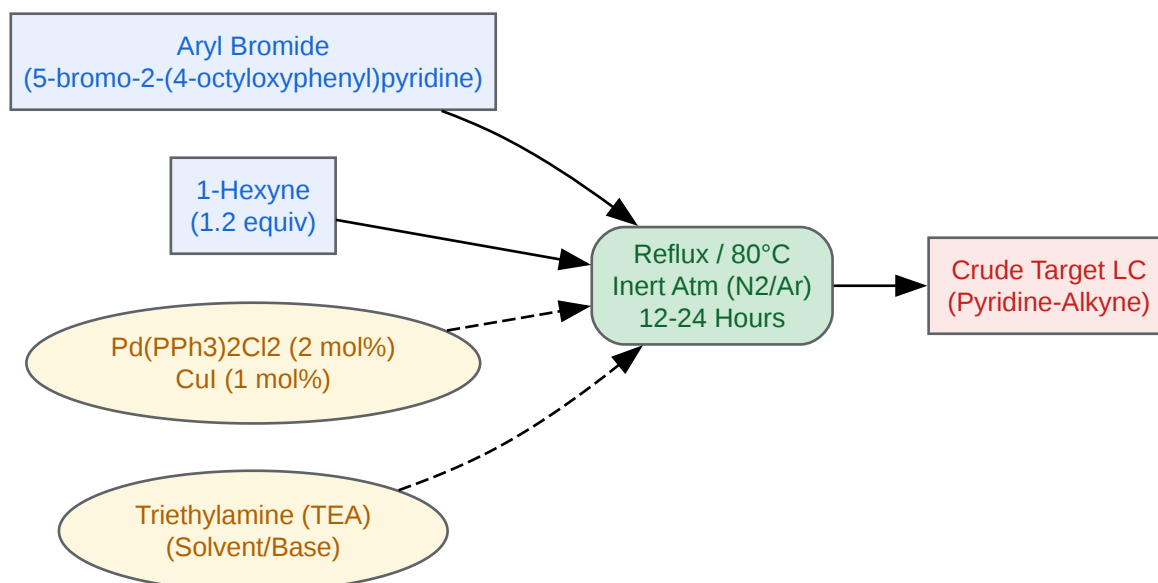 Aryl Bromide
(5-bromo-2-(4-octyloxyphenyl)pyridine)
1-Hexyne
(1.2 equiv)
Pd(PPh3)2Cl2 (2 mol%)
CuI (1 mol%)
Triethylamine (TEA)
(Solvent/Base)
Reflux / 80°C
Inert Atm (N2/Ar)
12-24 Hours
Crude Target LC
(Pyridine-Alkyne)